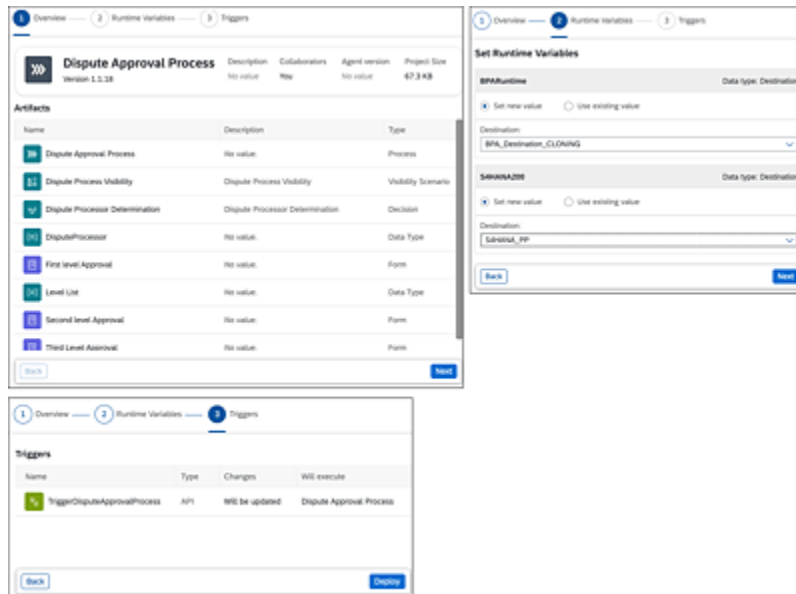 1 Overview 2 Runtime Variables 3 Triggers
Dispute Approval Process
Version 1.1.18
Description Collaborators Agent version Project Size
No value You No value 67.3 KB
Artifacts
Name Description Type
Dispute Approval Process No value. Process
Dispute Process Visibility Dispute Process Visibility Visibility Scenario
Dispute Processor Determination Dispute Processor Determination Decision
DisputeProcessor No value. Data Type
First level Approval No value. Form
Level List No value. Data Type
Second level Approval No value. Form
Third Level Approval No value. Form
Back Next
1 Overview 2 Runtime Variables 3 Triggers
Set Runtime Variables
BPARuntime Data type: Destination
Set new value Use existing value
Destination:
BPA_Destination_CLONING
S4HANA200 Data type: Destination
Set new value Use existing value
Destination:
S4HANA_PP
Back Next
1 Overview 2 Runtime Variables 3 Triggers
Triggers
Name Type Changes Will execute
TriggerDisputeApprovalProcess API Will be updated Dispute Approval Process
Back Deploy